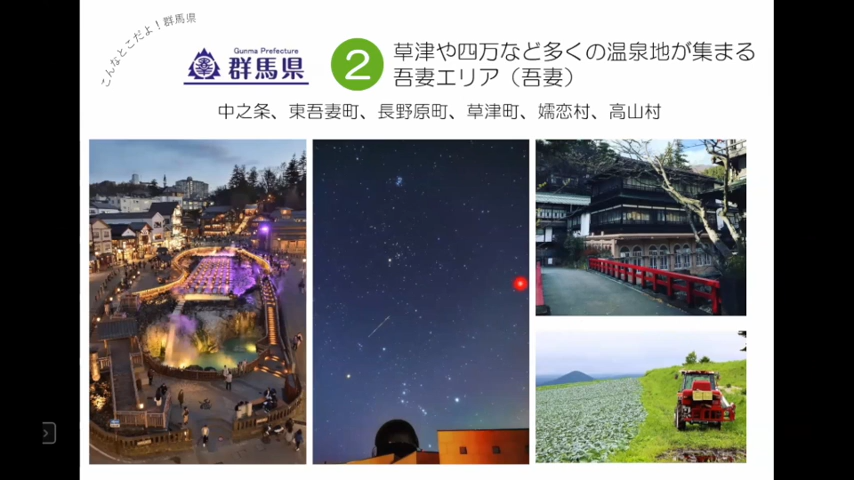 こんなとこだよ！群馬県
Gunma Prefecture
群馬県
2
草津や四万など多くの温泉地が集まる
吾妻エリア（吾妻）
中之条、東吾妻町、長野原町、草津町、嬬恋村、高山村